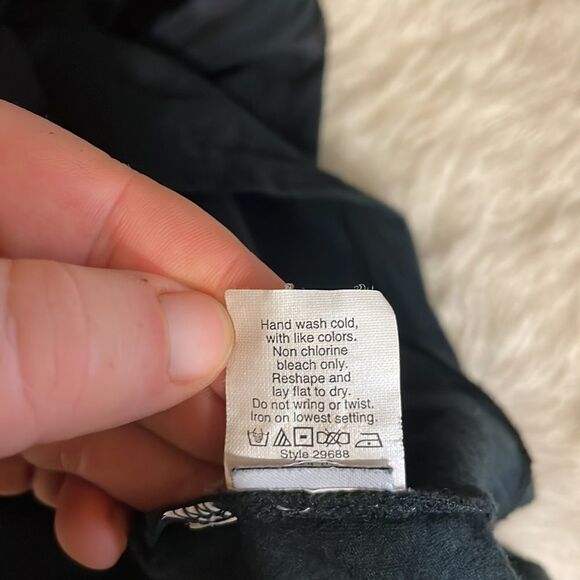 Hand wash cold,
with like colors.
Non chlorine
bleach only.
Reshape and
lay flat to dry.
Do not wring or twist.
Iron on lowest setting.
Style 29688